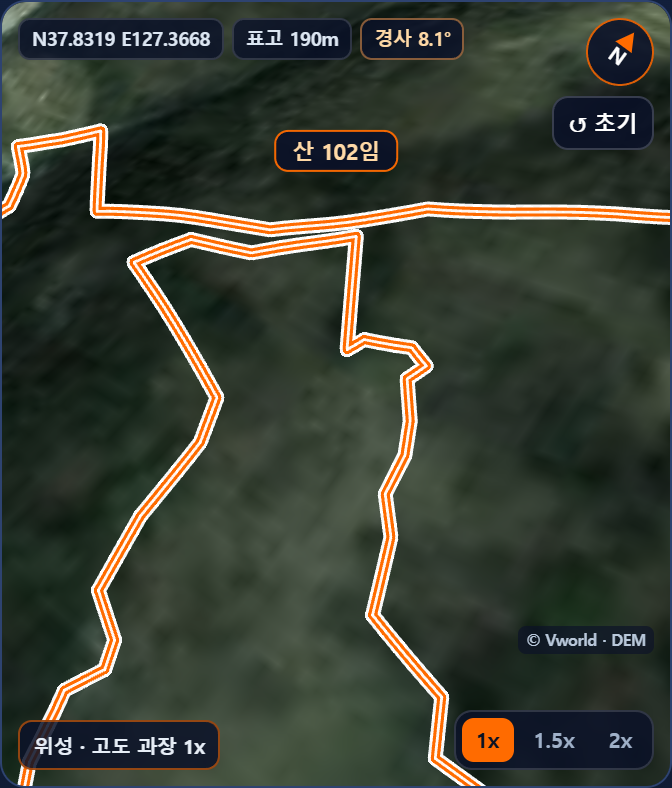 N37.8319 E127.3668
표고 190m
경사 8.1°
N
↺ 초기
산 102임
© Vworld · DEM
위성 · 고도 과장 1x
1x
1.5x
2x